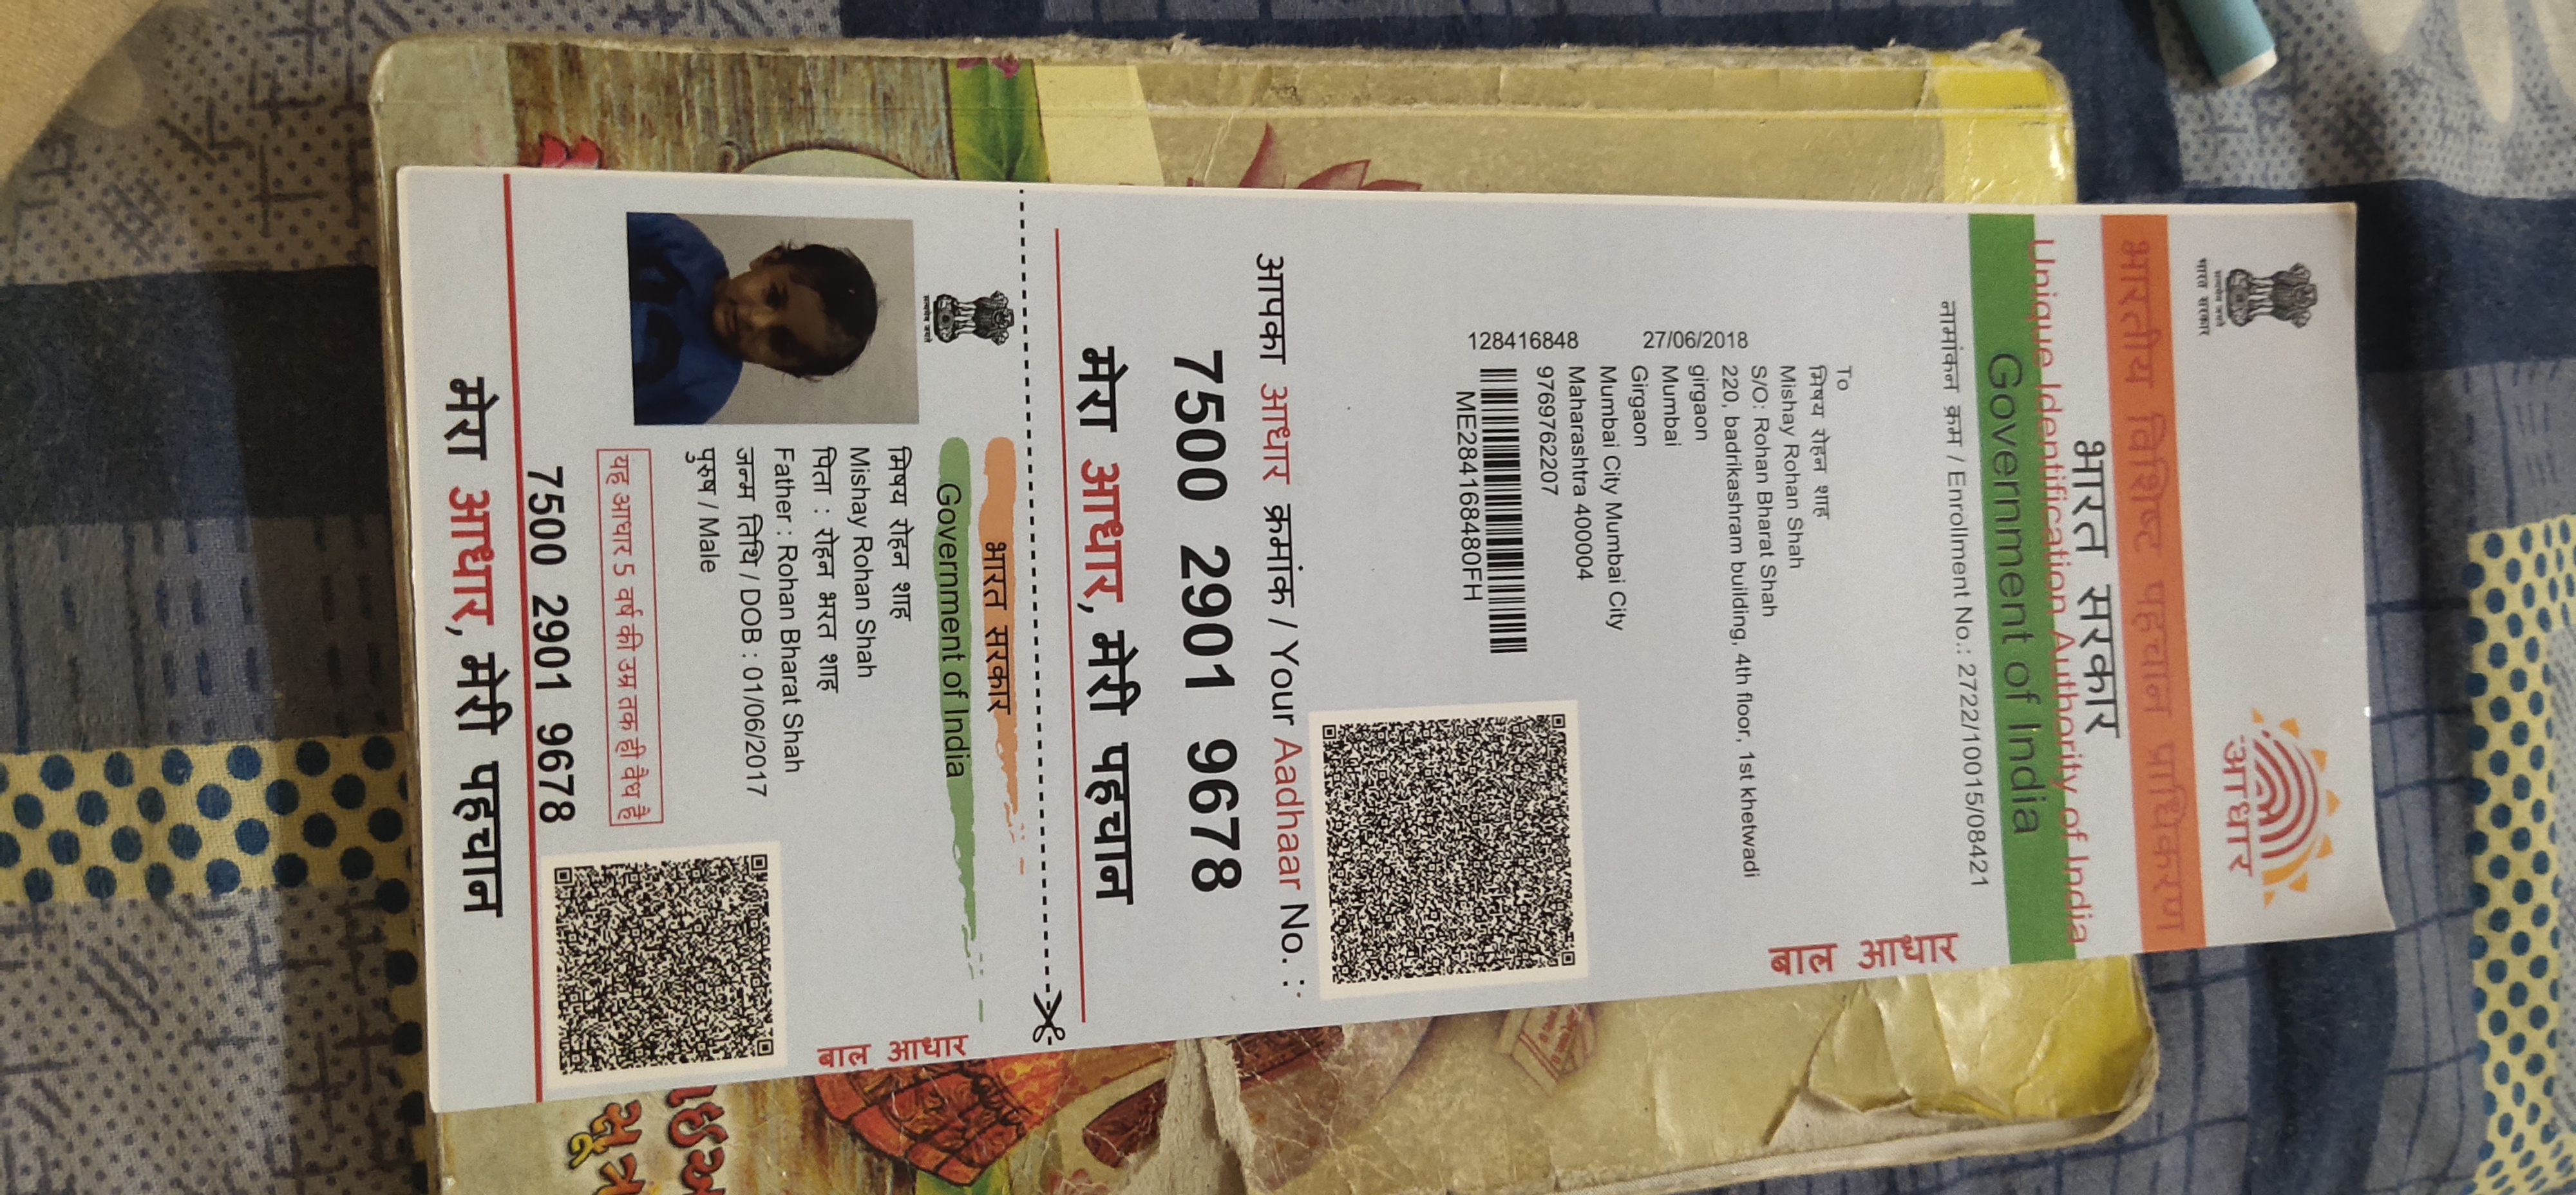 भारत सरकार
सत्यमेव जयते
भारतीय विशिष्ट पहचान प्राधिकरण
भारत सरकार
Unique Identification Authority of India
Government of India
आधार
नामांकन क्रम / Enrollment No.: 2722/10015/08421
बाल आधार
To
मिषय रोहन शाह
Mishay Rohan Shah
S/O: Rohan Bharat Shah
220, badrikashram building, 4th floor, 1st khetwadi
girgaon
Mumbai
Girgaon
Mumbai City Mumbai City
Maharashtra 400004
9769762207
27/06/2018
128416848
ME284168480FH
आपका आधार क्रमांक / Your Aadhaar No. :
7500 2901 9678
मेरा आधार, मेरी पहचान
सत्यमेव जयते
भारत सरकार
Government of India
बाल आधार
मिषय रोहन शाह
Mishay Rohan Shah
पिता : रोहन भरत शाह
Father : Rohan Bharat Shah
जन्म तिथि / DOB : 01/06/2017
पुरुष / Male
यह आधार 5 वर्ष की उम्र तक ही वैध है
7500 2901 9678
मेरा आधार, मेरी पहचान